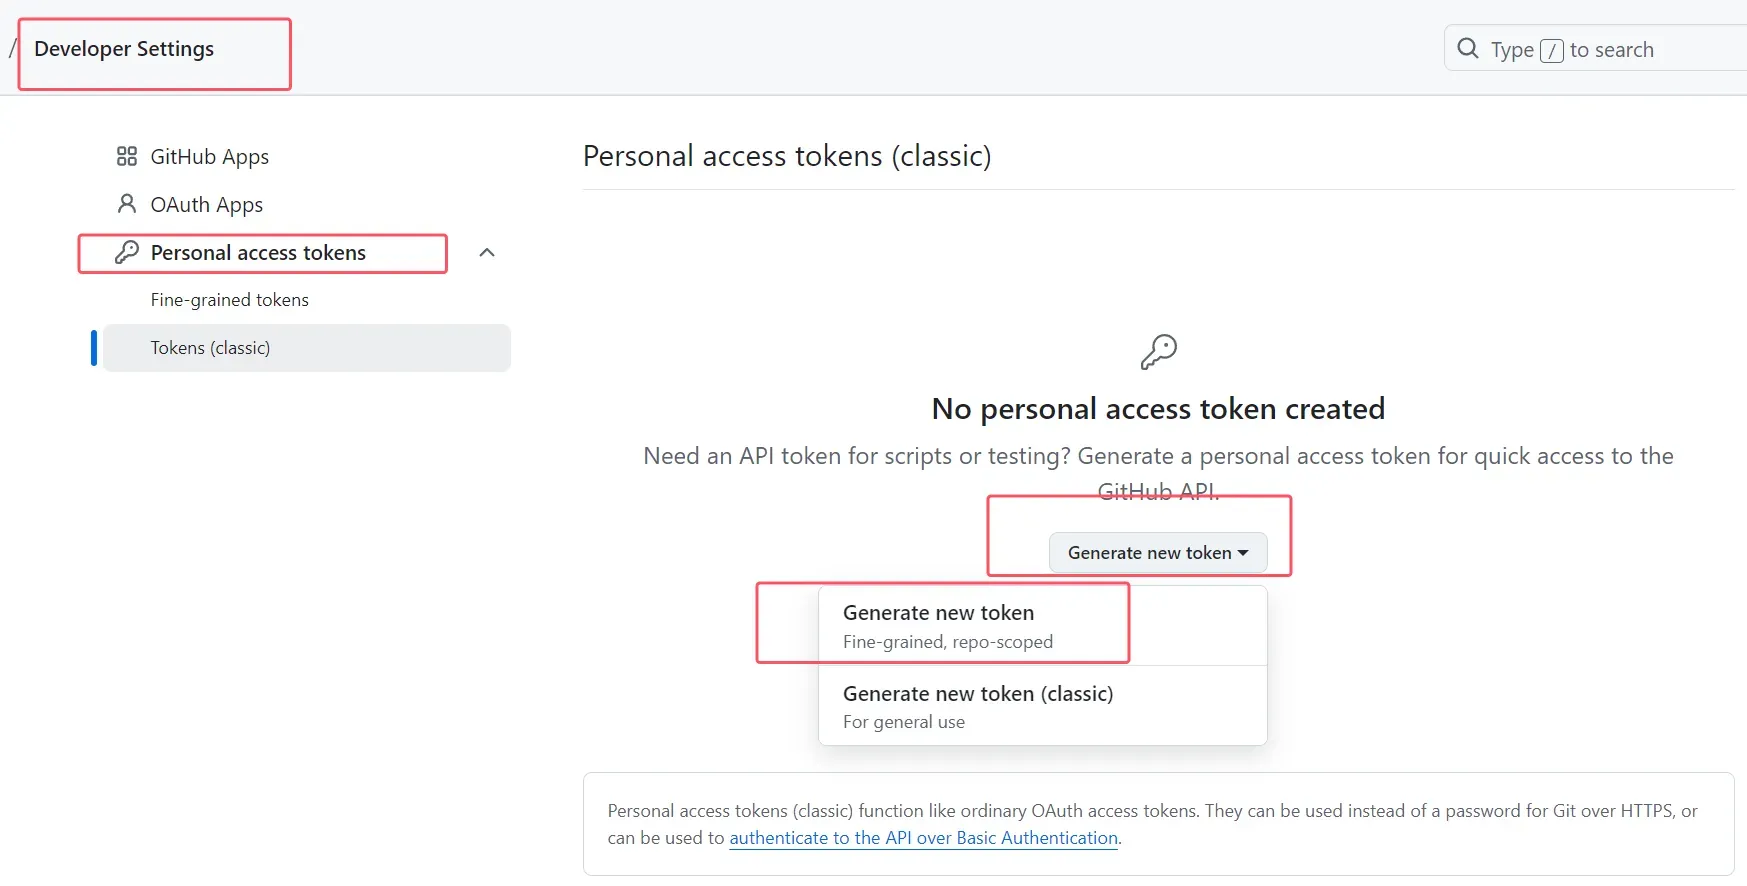 / Developer Settings
Type / to search
GitHub Apps
OAuth Apps
Personal access tokens
Fine-grained tokens
Tokens (classic)
Personal access tokens (classic)
No personal access token created
Need an API token for scripts or testing? Generate a personal access token for quick access to the
GitHub API.
Generate new token
Generate new token
Fine-grained, repo-scoped
Generate new token (classic)
For general use
Personal access tokens (classic) function like ordinary OAuth access tokens. They can be used instead of a password for Git over HTTPS, or
can be used to authenticate to the API over Basic Authentication.